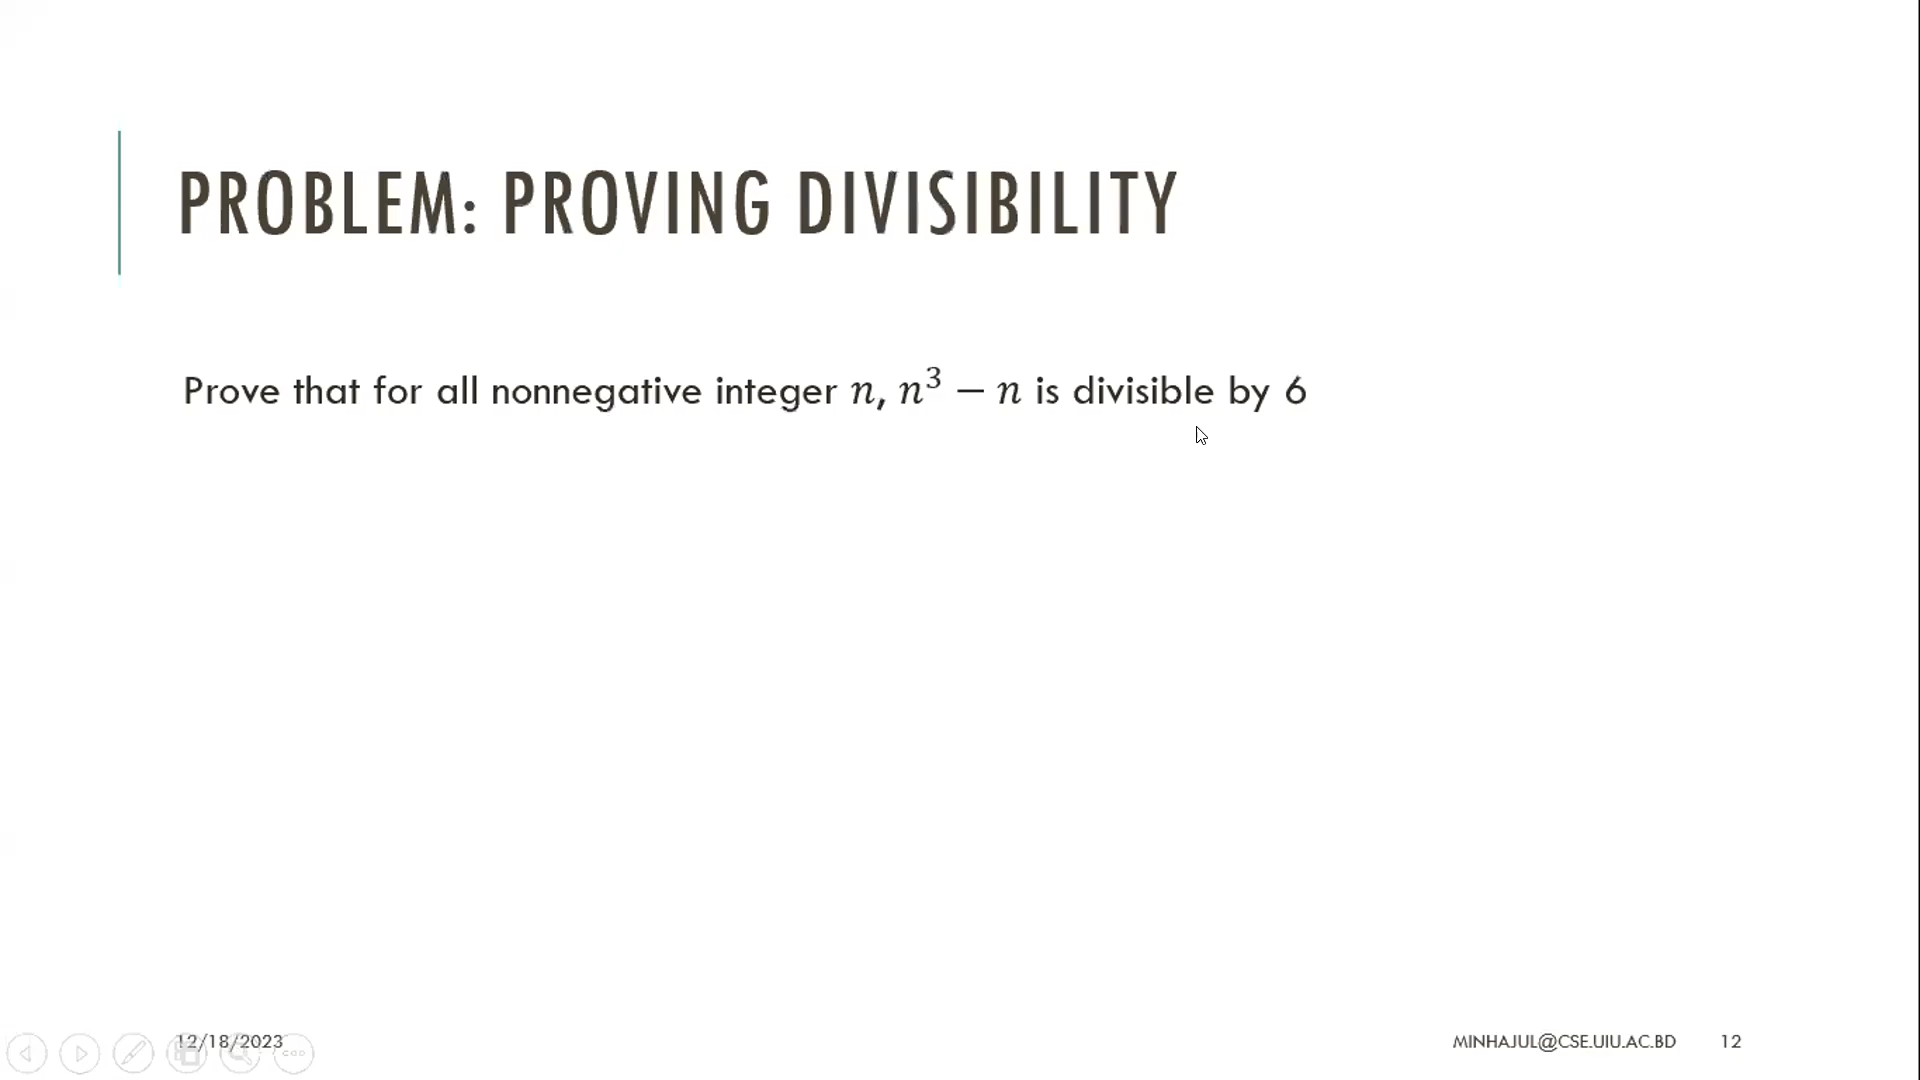 PROBLEM: PROVING DIVISIBILITY
Prove that for all nonnegative integer n, n³ − n is divisible by 6
12/18/2023
MINHAJUL@CSE.UIU.AC.BD
12